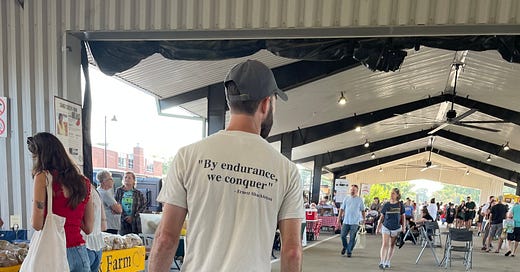 "By endurance,
we conquer"
- Ernest Shackleton
Farm